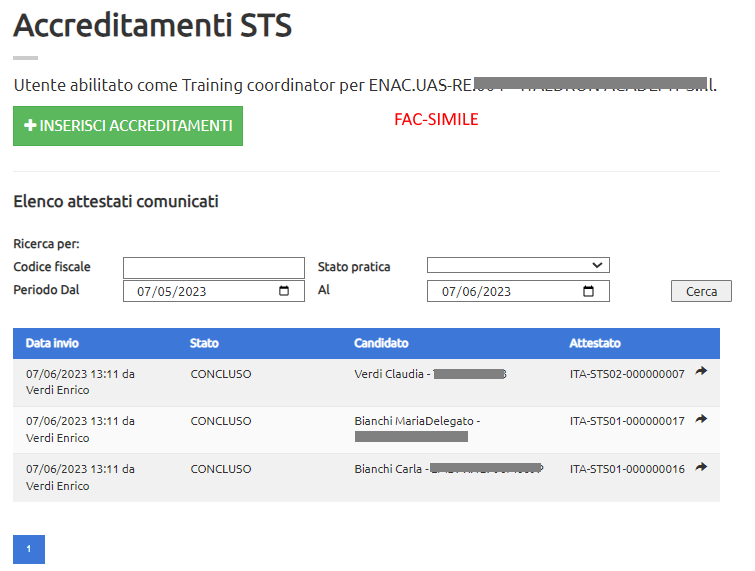 Accreditamenti STS
Utente abilitato come Training coordinator per ENAC.UAS-RE.
INSERISCI ACCREDITAMENTI
FAC-SIMILE
Elenco attestati comunicati
Ricerca per:
Codice fiscale Stato pratica
Periodo Dal 07/05/2023 Al 07/06/2023 Cerca
Data invio Stato Candidato Attestato
07/06/2023 13:11 da CONCLUSO Verdi Claudia - ITA-STS02-000000007
Verdi Enrico
07/06/2023 13:11 da CONCLUSO Bianchi MariaDelegato - ITA-STS01-000000017
Verdi Enrico
07/06/2023 13:11 da CONCLUSO Bianchi Carla - ITA-STS01-000000016
Verdi Enrico
1